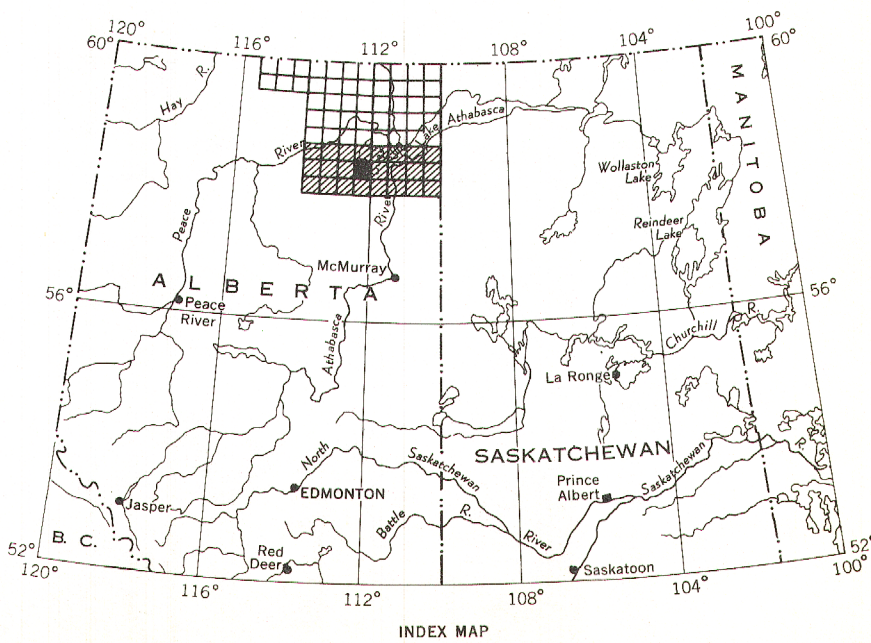 120°
116°
112°
108°
104°
100°
60°
60°
MANITOBA
Hay
R.
Athabasca
Lake
River
Wollaston
Lake
Peace
River
Reindeer
Lake
McMurray
ALBERTA
56°
56°
Peace
River
R.
Churchill
Athabasca
La Ronge
North
Saskatchewan
SASKATCHEWAN
R.
Saskatchewan
Prince
Albert
EDMONTON
Jasper
Battle
R.
River
B. C.
Red
Deer
Saskatoon
52°
52°
120°
116°
112°
108°
104°
100°
INDEX MAP